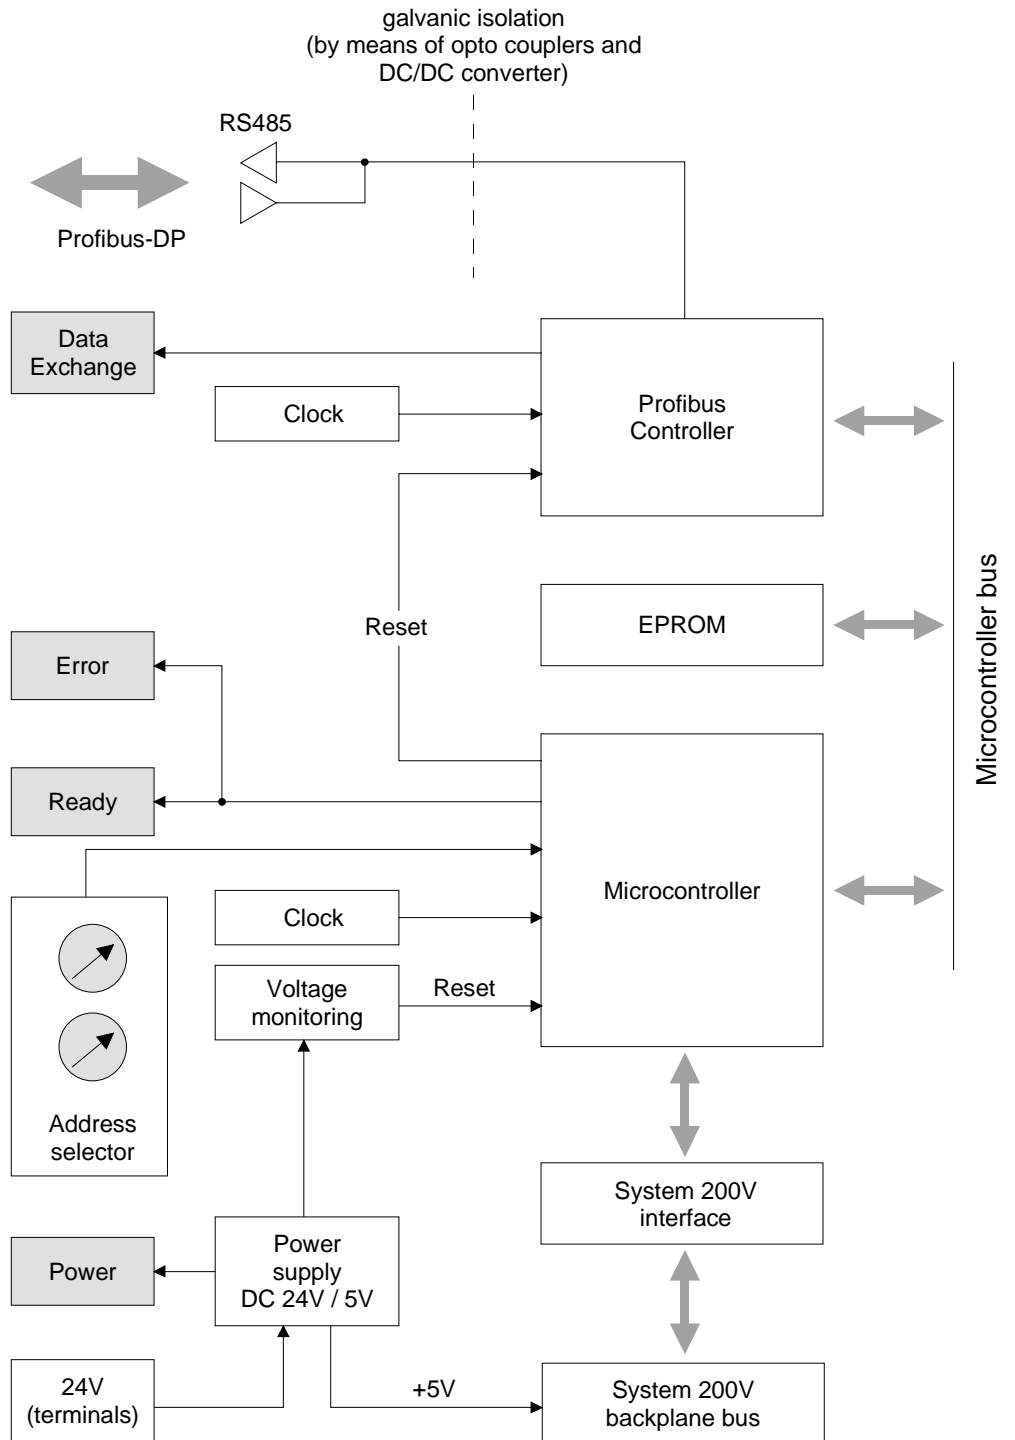 galvanic isolation
(by means of opto couplers and
DC/DC converter)
RS485
Profibus-DP
Data
Exchange
Clock
Profibus
Controller
Microcontroller bus
Reset
EPROM
Error
Ready
Microcontroller
Clock
Voltage
monitoring
Reset
Address
selector
System 200V
interface
Power
Power
supply
DC 24V / 5V
24V
(terminals)
+5V
System 200V
backplane bus